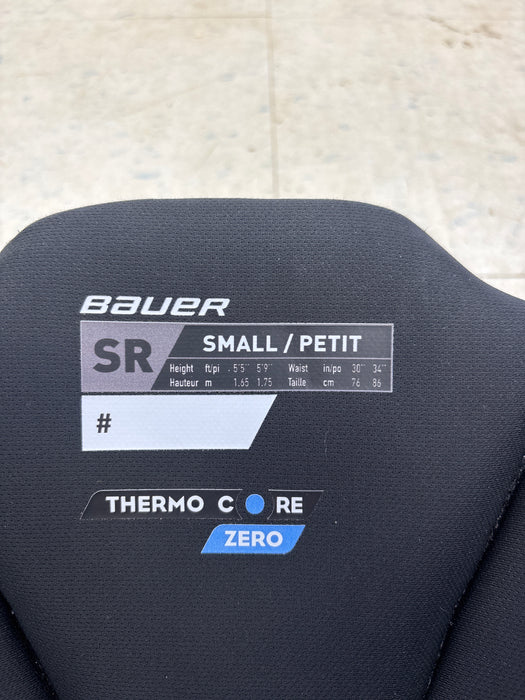 BAUER
SR
SMALL / PETIT
Height ft/pi 5'5" 5'9" Waist in/po 30" 34"
Hauteur m 1.65 1.75 Taille cm 76 86
#
THERMO CORE
ZERO